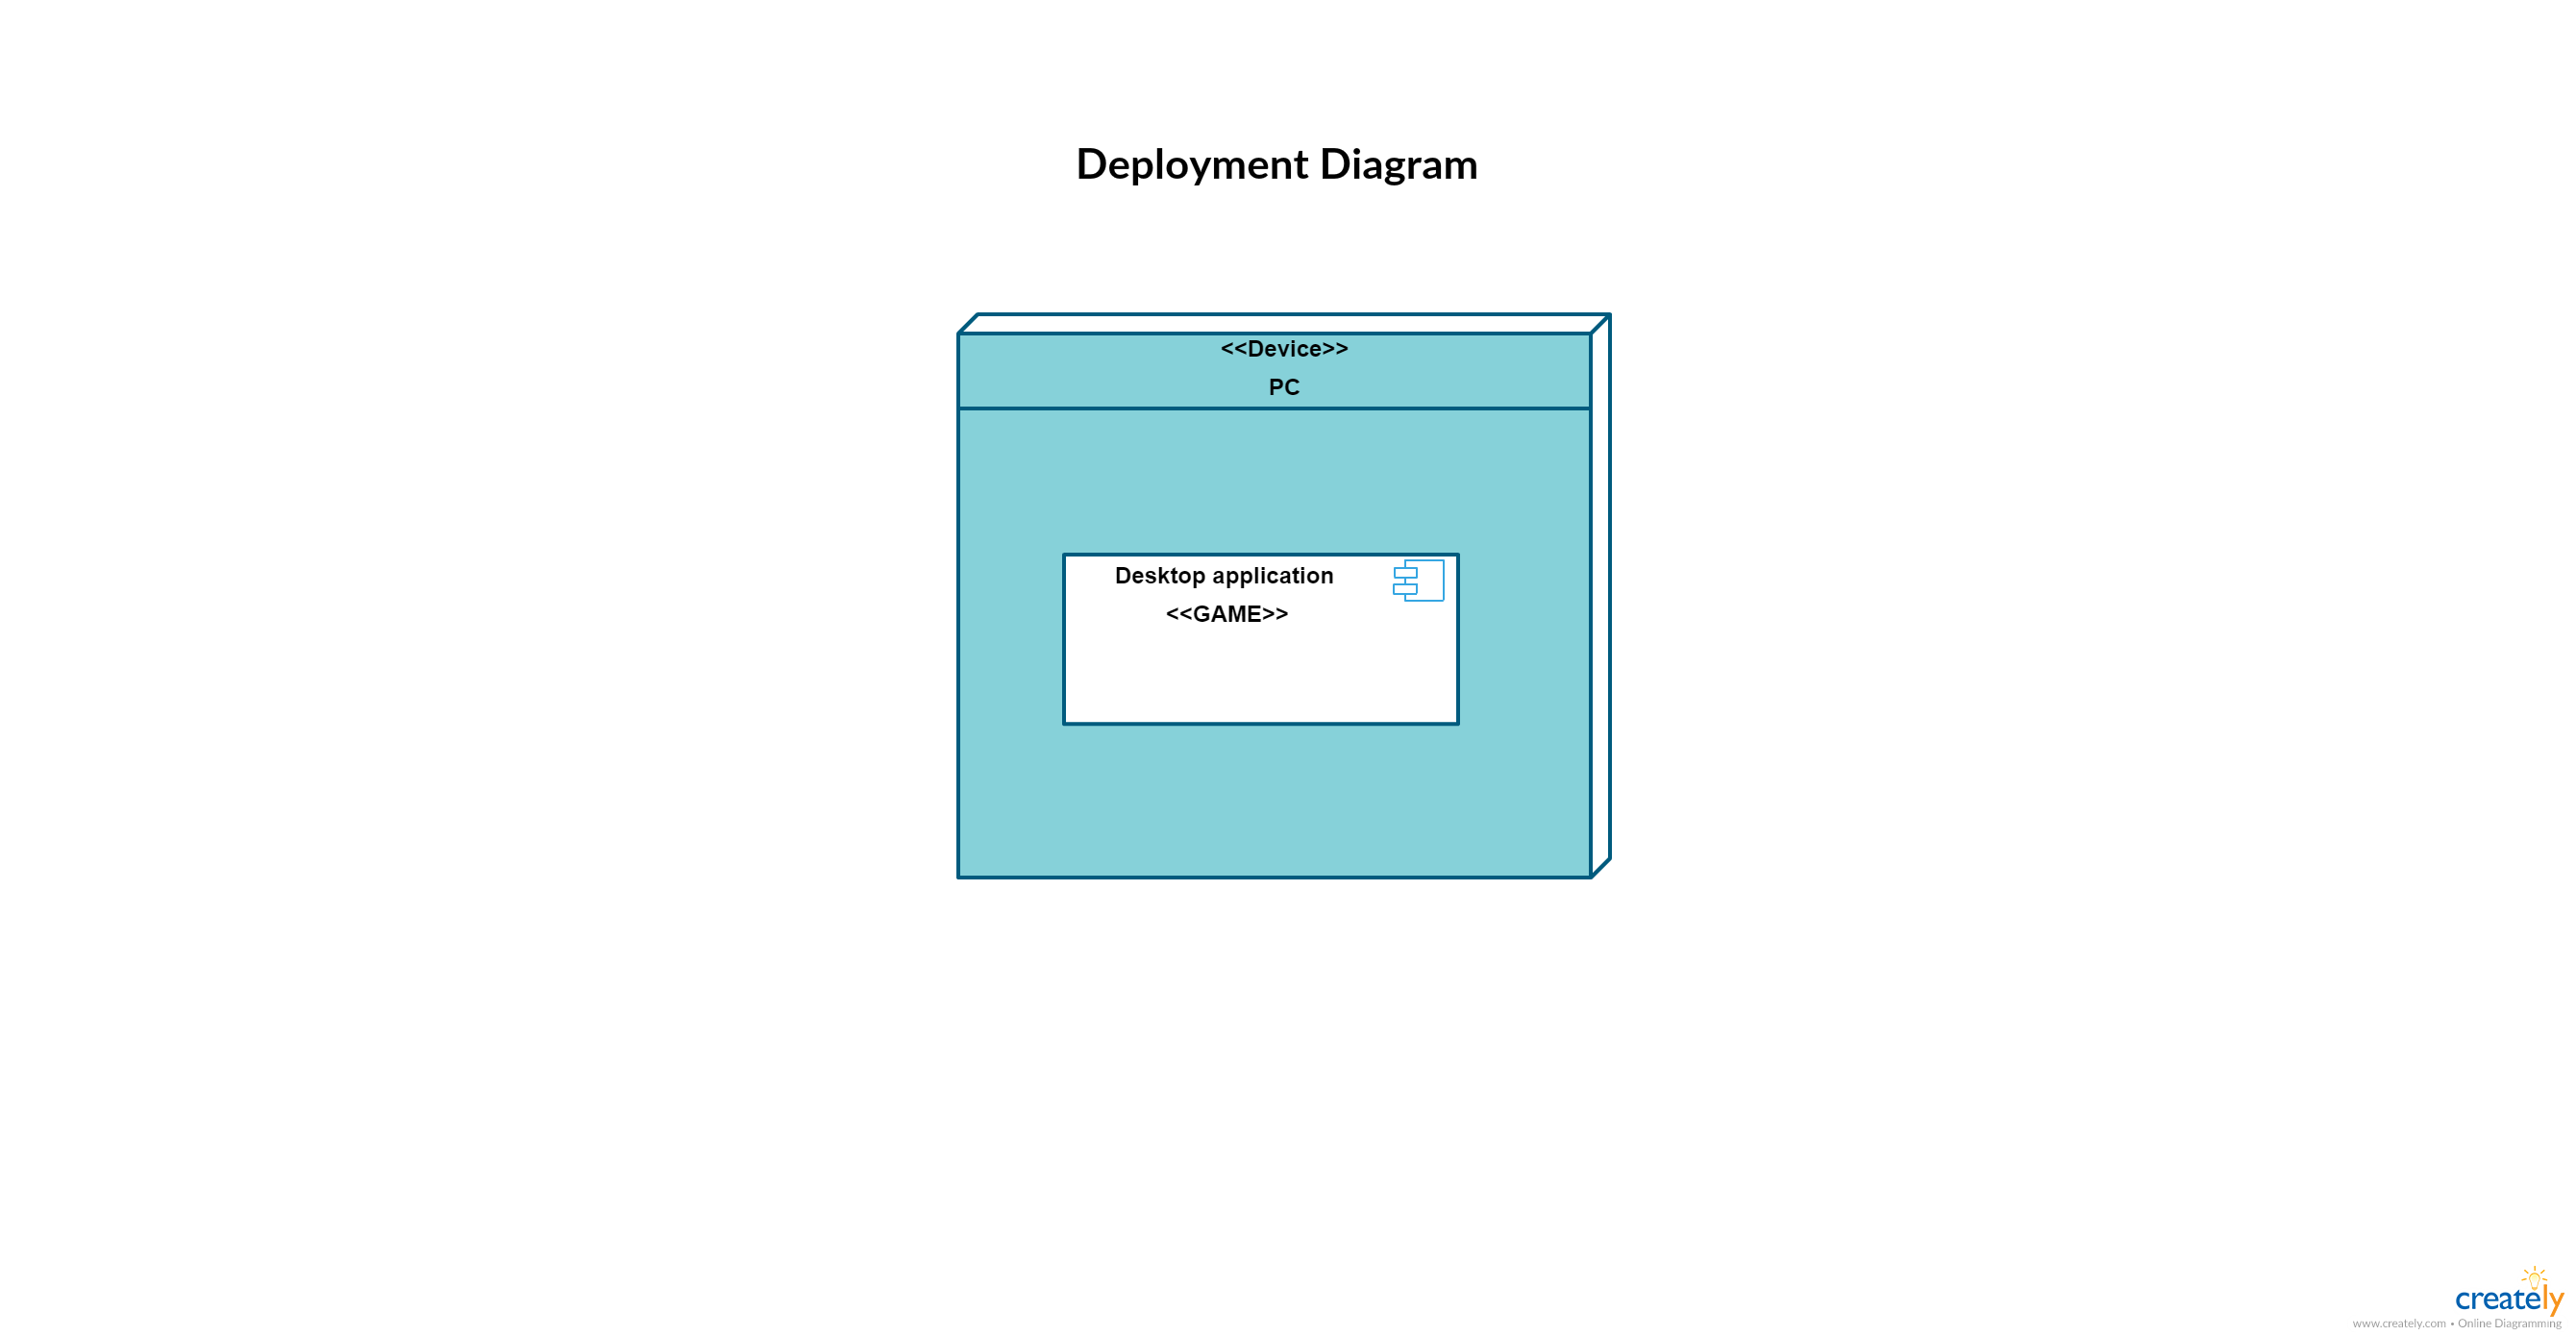 Deployment Diagram
<<Device>>
PC
Desktop application
<<GAME>>
creately
www.creately.com • Online Diagramming